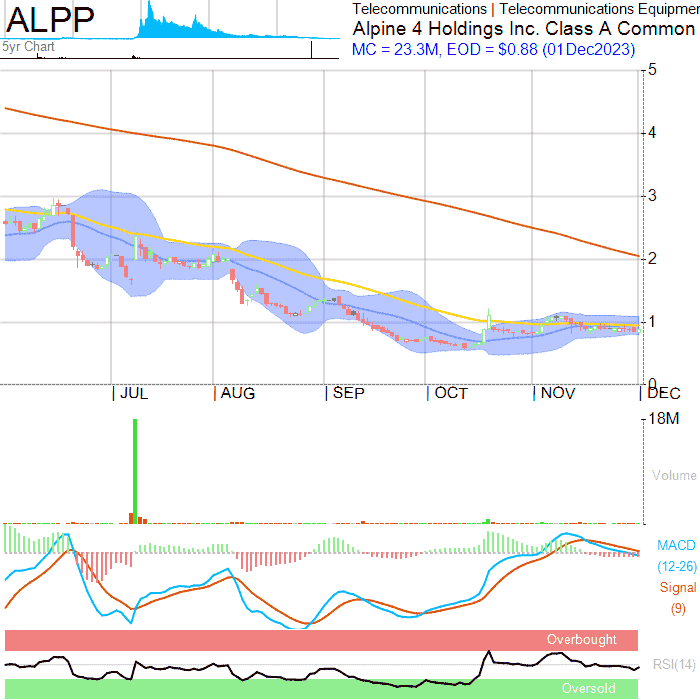 ALPP
5yr Chart
Telecommunications | Telecommunications Equipmen
Alpine 4 Holdings Inc. Class A Common
MC = 23.3M, EOD = $0.88 (01Dec2023)
5
4
3
2
1
0
JUL AUG SEP OCT NOV DEC
18M
Volume
MACD
(12-26)
Signal
(9)
Overbought
RSI(14)
Oversold